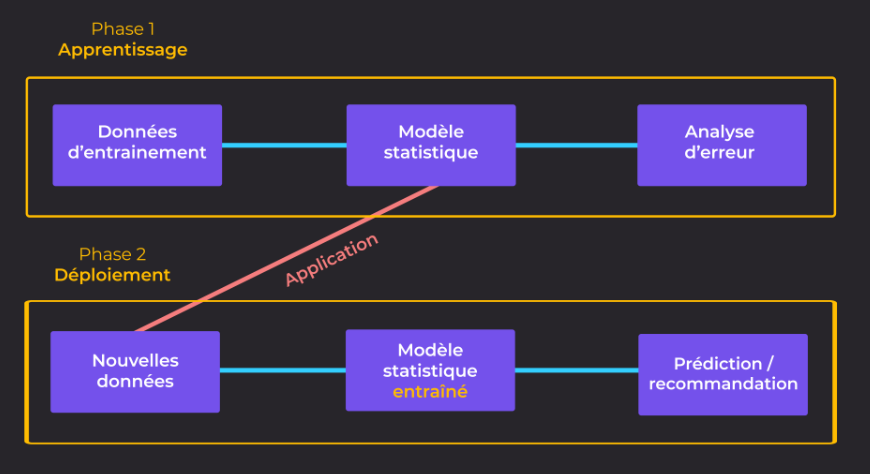 Phase 1
Apprentissage
Données
d'entrainement
Modèle
statistique
Analyse
d'erreur
Application
Phase 2
Déploiement
Nouvelles
données
Modèle
statistique
entraîné
Prédiction /
recommandation